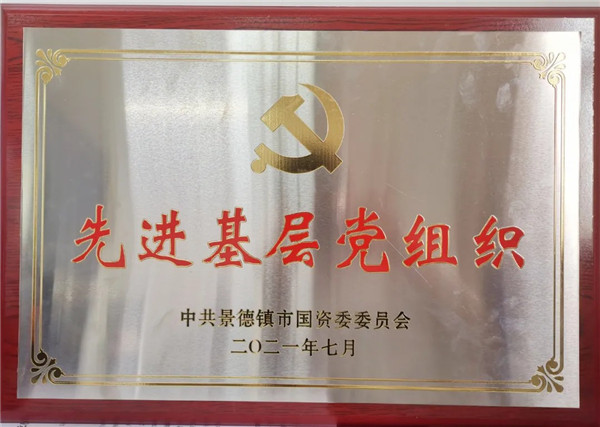 先进基层党组织
中共景德镇市国资委委员会
二〇二一年七月